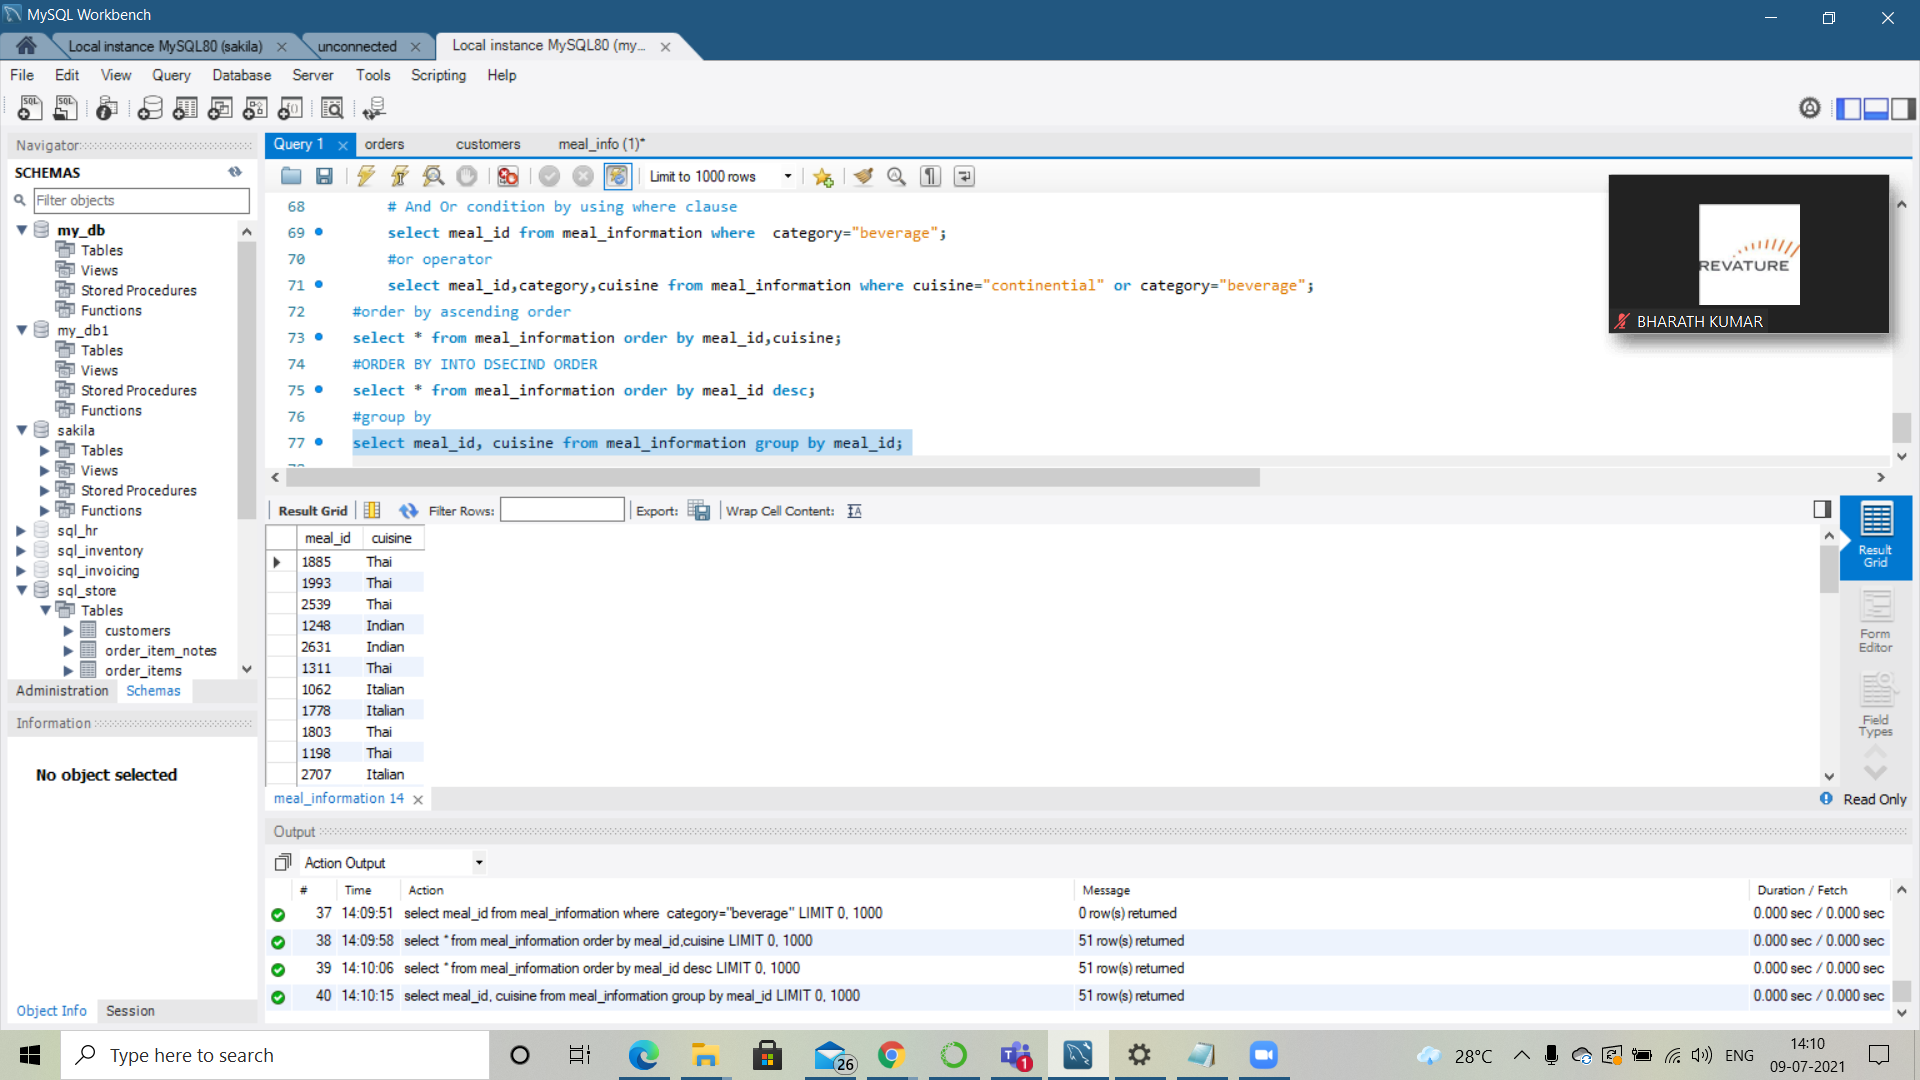 MySQL Workbench
Local instance MySQL80 (sakila)
unconnected
Local instance MySQL80 (my...
File Edit View Query Database Server Tools Scripting Help
Navigator
SCHEMAS
Filter objects
my_db
Tables
Views
Stored Procedures
Functions
my_db1
Tables
Views
Stored Procedures
Functions
sakila
Tables
Views
Stored Procedures
Functions
sql_hr
sql_inventory
sql_invoicing
sql_store
Tables
customers
order_item_notes
order_items
Administration Schemas
Information
No object selected
Object Info Session
Query 1 orders customers meal_info (1)*
Limit to 1000 rows
68 # And Or condition by using where clause
69 select meal_id from meal_information where  category="beverage";
70 #or operator
71 select meal_id,category,cuisine from meal_information where cuisine="continential" or category="beverage";
72 #order by ascending order
73 select * from meal_information order by meal_id,cuisine;
74 #ORDER BY INTO DSECIND ORDER
75 select * from meal_information order by meal_id desc;
76 #group by
77 select meal_id, cuisine from meal_information group by meal_id;
REVATURE
BHARATH KUMAR
Result Grid Filter Rows: Export: Wrap Cell Content:
meal_id cuisine
1885 Thai
1993 Thai
2539 Thai
1248 Indian
2631 Indian
1311 Thai
1062 Italian
1778 Italian
1803 Thai
1198 Thai
2707 Italian
Result
Grid
Form
Editor
Field
Types
meal_information 14
Read Only
Output
Action Output
# Time Action Message Duration / Fetch
37 14:09:51 select meal_id from meal_information where  category="beverage" LIMIT 0, 1000 0 row(s) returned 0.000 sec / 0.000 sec
38 14:09:58 select * from meal_information order by meal_id,cuisine LIMIT 0, 1000 51 row(s) returned 0.000 sec / 0.000 sec
39 14:10:06 select * from meal_information order by meal_id desc LIMIT 0, 1000 51 row(s) returned 0.000 sec / 0.000 sec
40 14:10:15 select meal_id, cuisine from meal_information group by meal_id LIMIT 0, 1000 51 row(s) returned 0.000 sec / 0.000 sec
Type here to search
26
1
28°C
ENG
14:10
09-07-2021